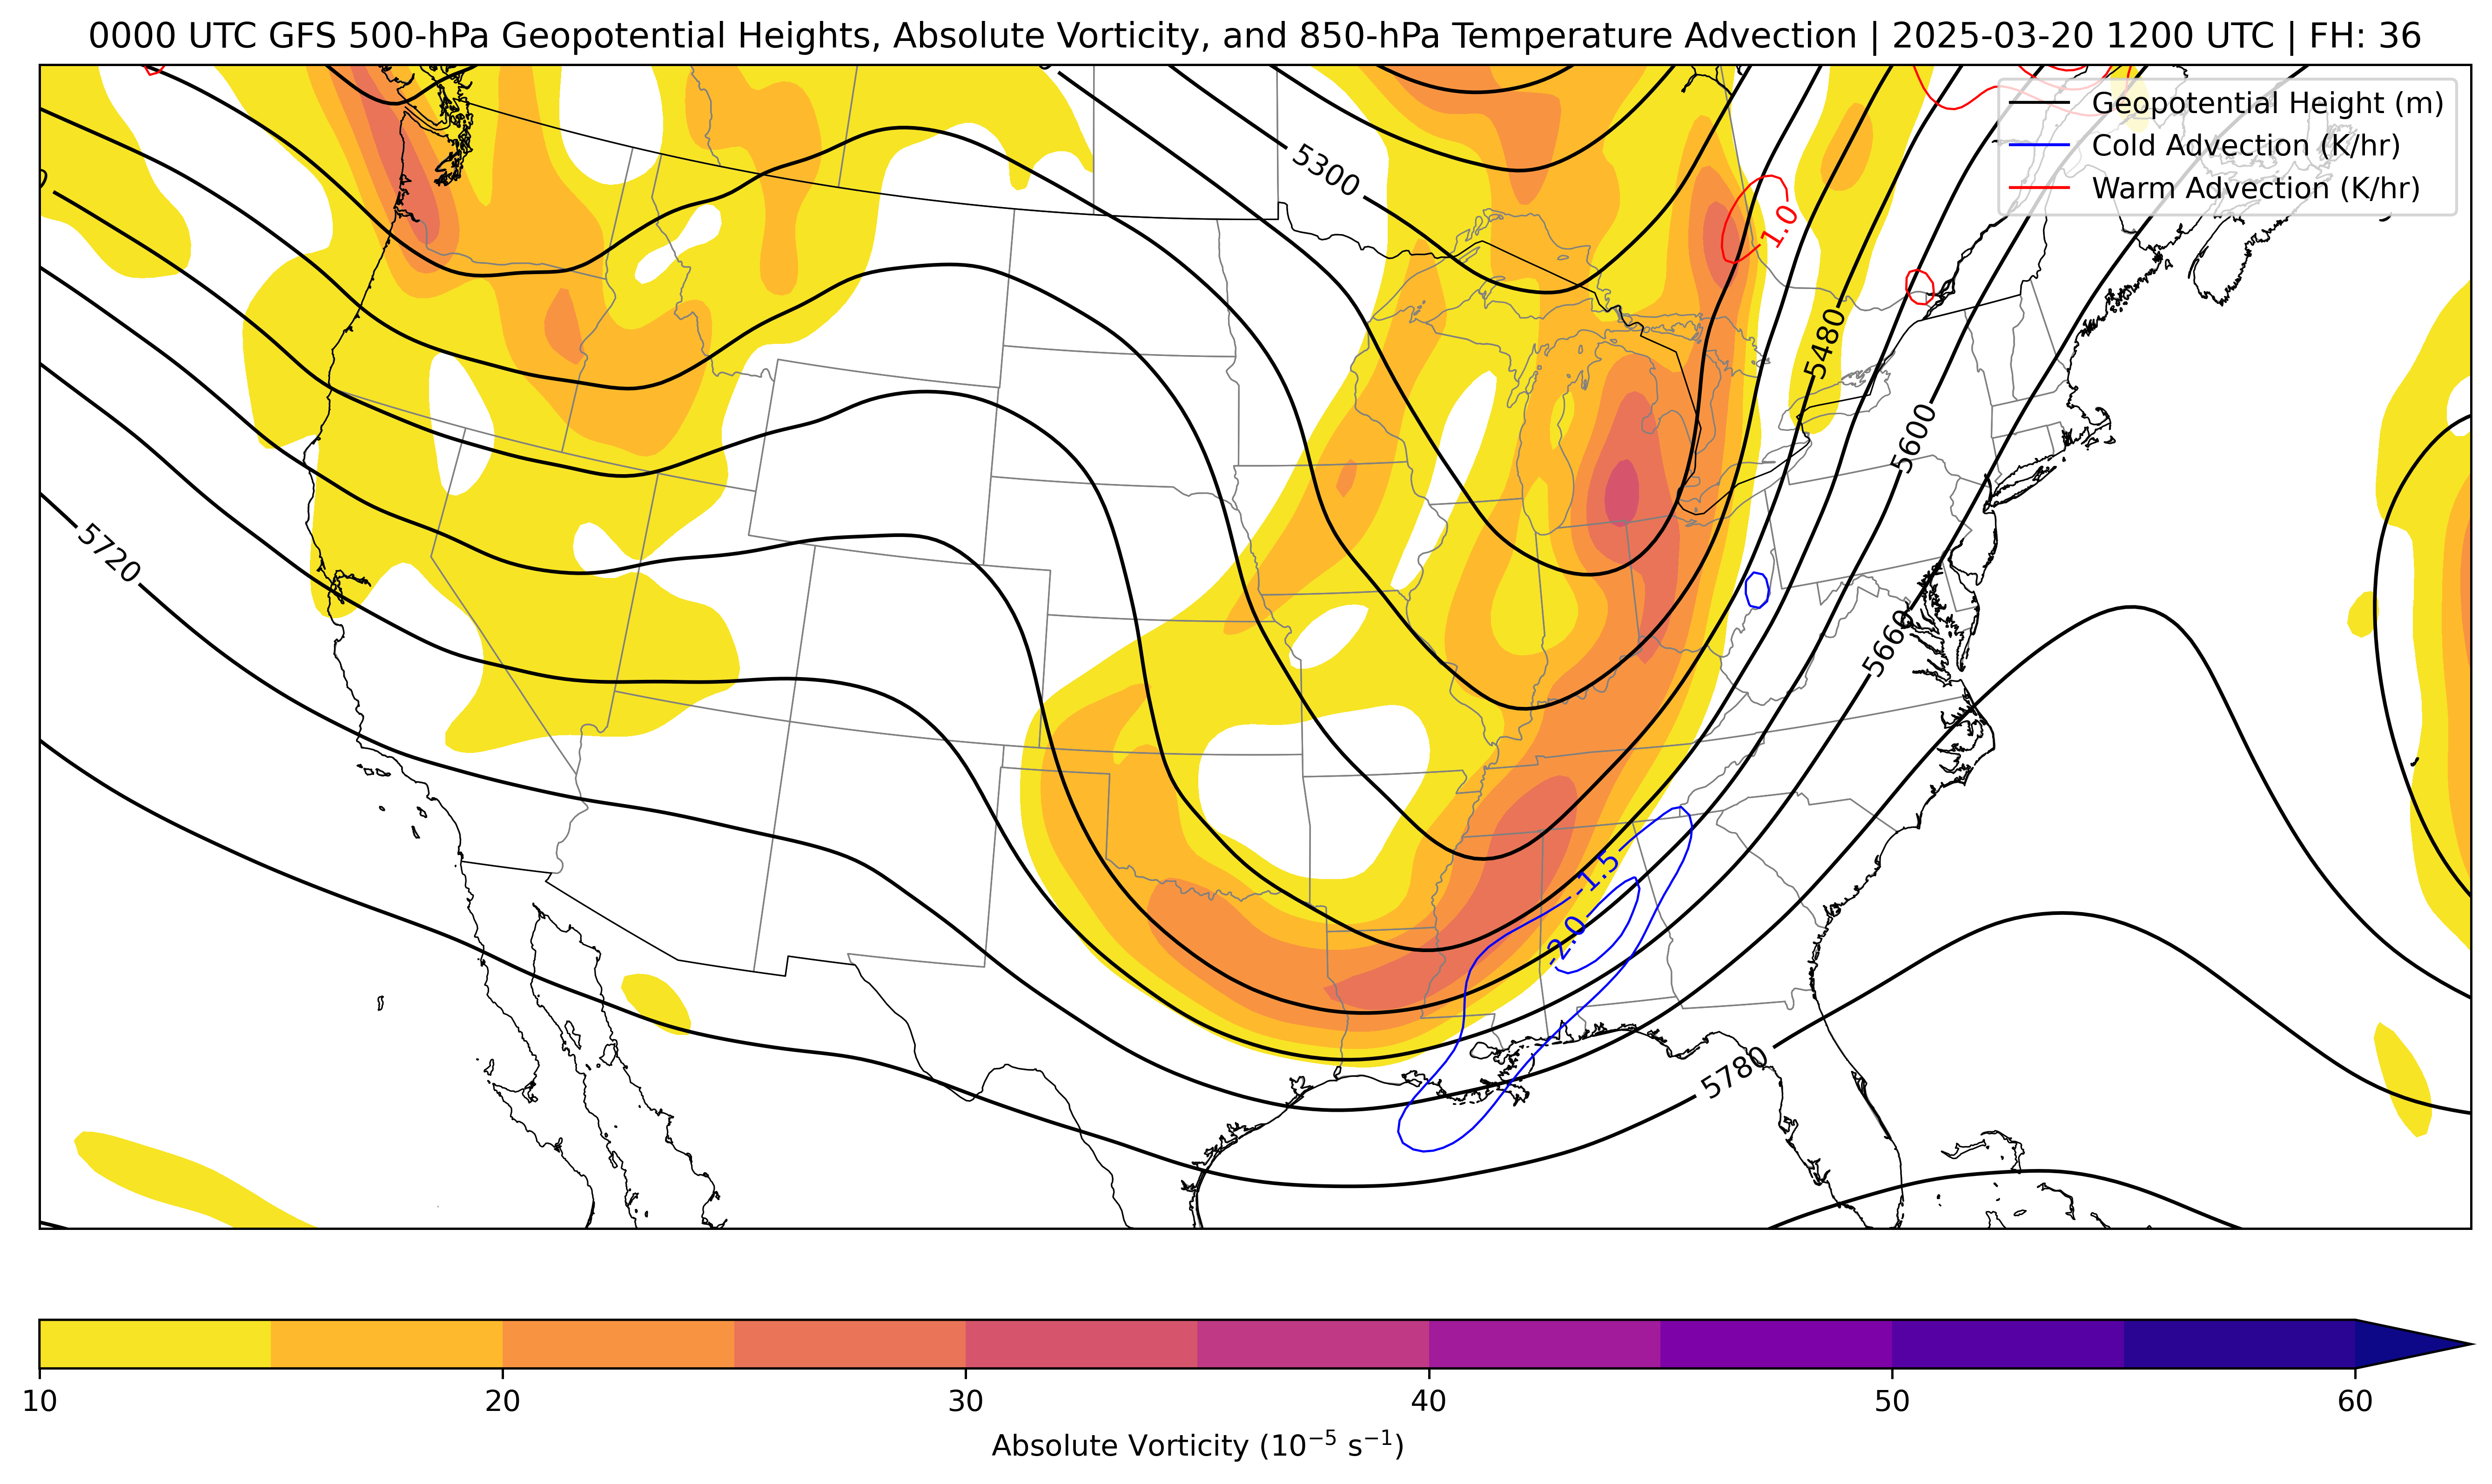 0000 UTC GFS 500-hPa Geopotential Heights, Absolute Vorticity, and 850-hPa Temperature Advection | 2025-03-20 1200 UTC | FH: 36
Geopotential Height (m)
Cold Advection (K/hr)
Warm Advection (K/hr)
5300
1.0
5480
5600
5720
5660
-1.5
-2.0
5780
10 20 30 40 50 60
Absolute Vorticity (10⁻⁵ s⁻¹)